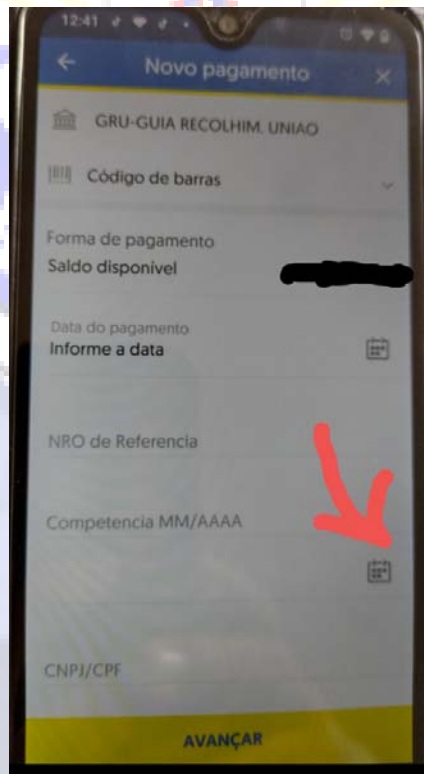 12:41
Novo pagamento
GRU-GUIA RECOLHIM. UNIAO
Código de barras
Forma de pagamento
Saldo disponível
Data do pagamento
Informe a data
NRO de Referencia
Competencia MM/AAAA
CNPJ/CPF
AVANÇAR